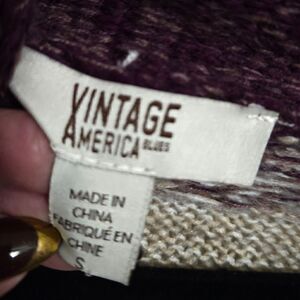 VINTAGE
AMERICA BLUES
MADE IN
CHINA
FABRIQUÉ EN
CHINE
S